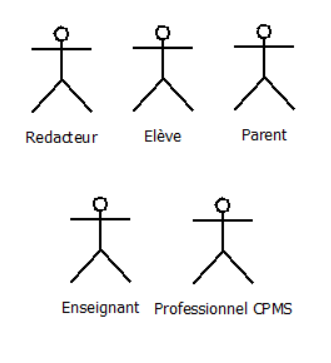 Redacteur Elève Parent
Enseignant Professionnel CPMS